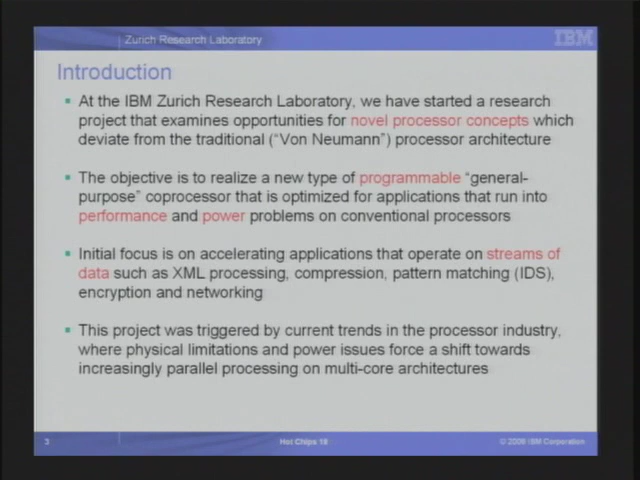 Zurich Research Laboratory
IBM
Introduction
At the IBM Zurich Research Laboratory, we have started a research
project that examines opportunities for novel processor concepts which
deviate from the traditional ("Von Neumann") processor architecture
The objective is to realize a new type of programmable "general-
purpose" coprocessor that is optimized for applications that run into
performance and power problems on conventional processors
Initial focus is on accelerating applications that operate on streams of
data such as XML processing, compression, pattern matching (IDS),
encryption and networking
This project was triggered by current trends in the processor industry,
where physical limitations and power issues force a shift towards
increasingly parallel processing on multi-core architectures
3
Hot Chips 18
© 2006 IBM Corporation